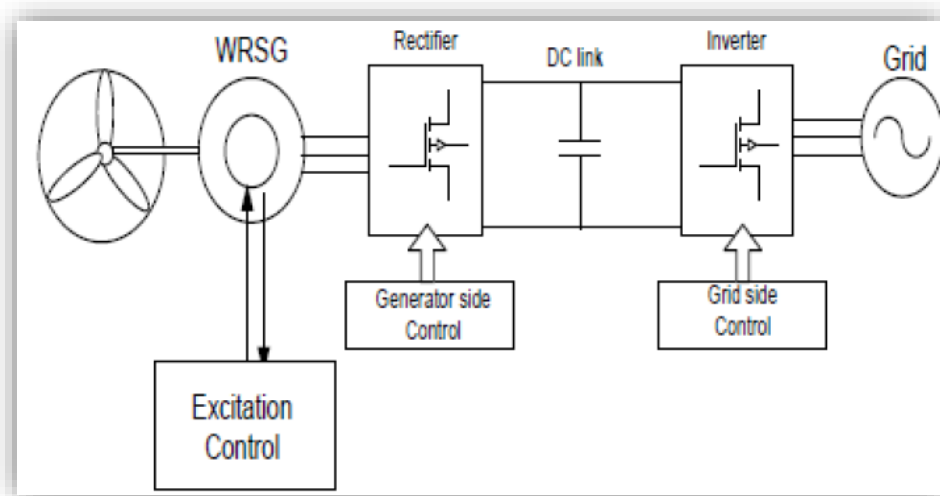 WRSG
Rectifier
DC link
Inverter
Grid
Generator side
Control
Grid side
Control
Excitation
Control